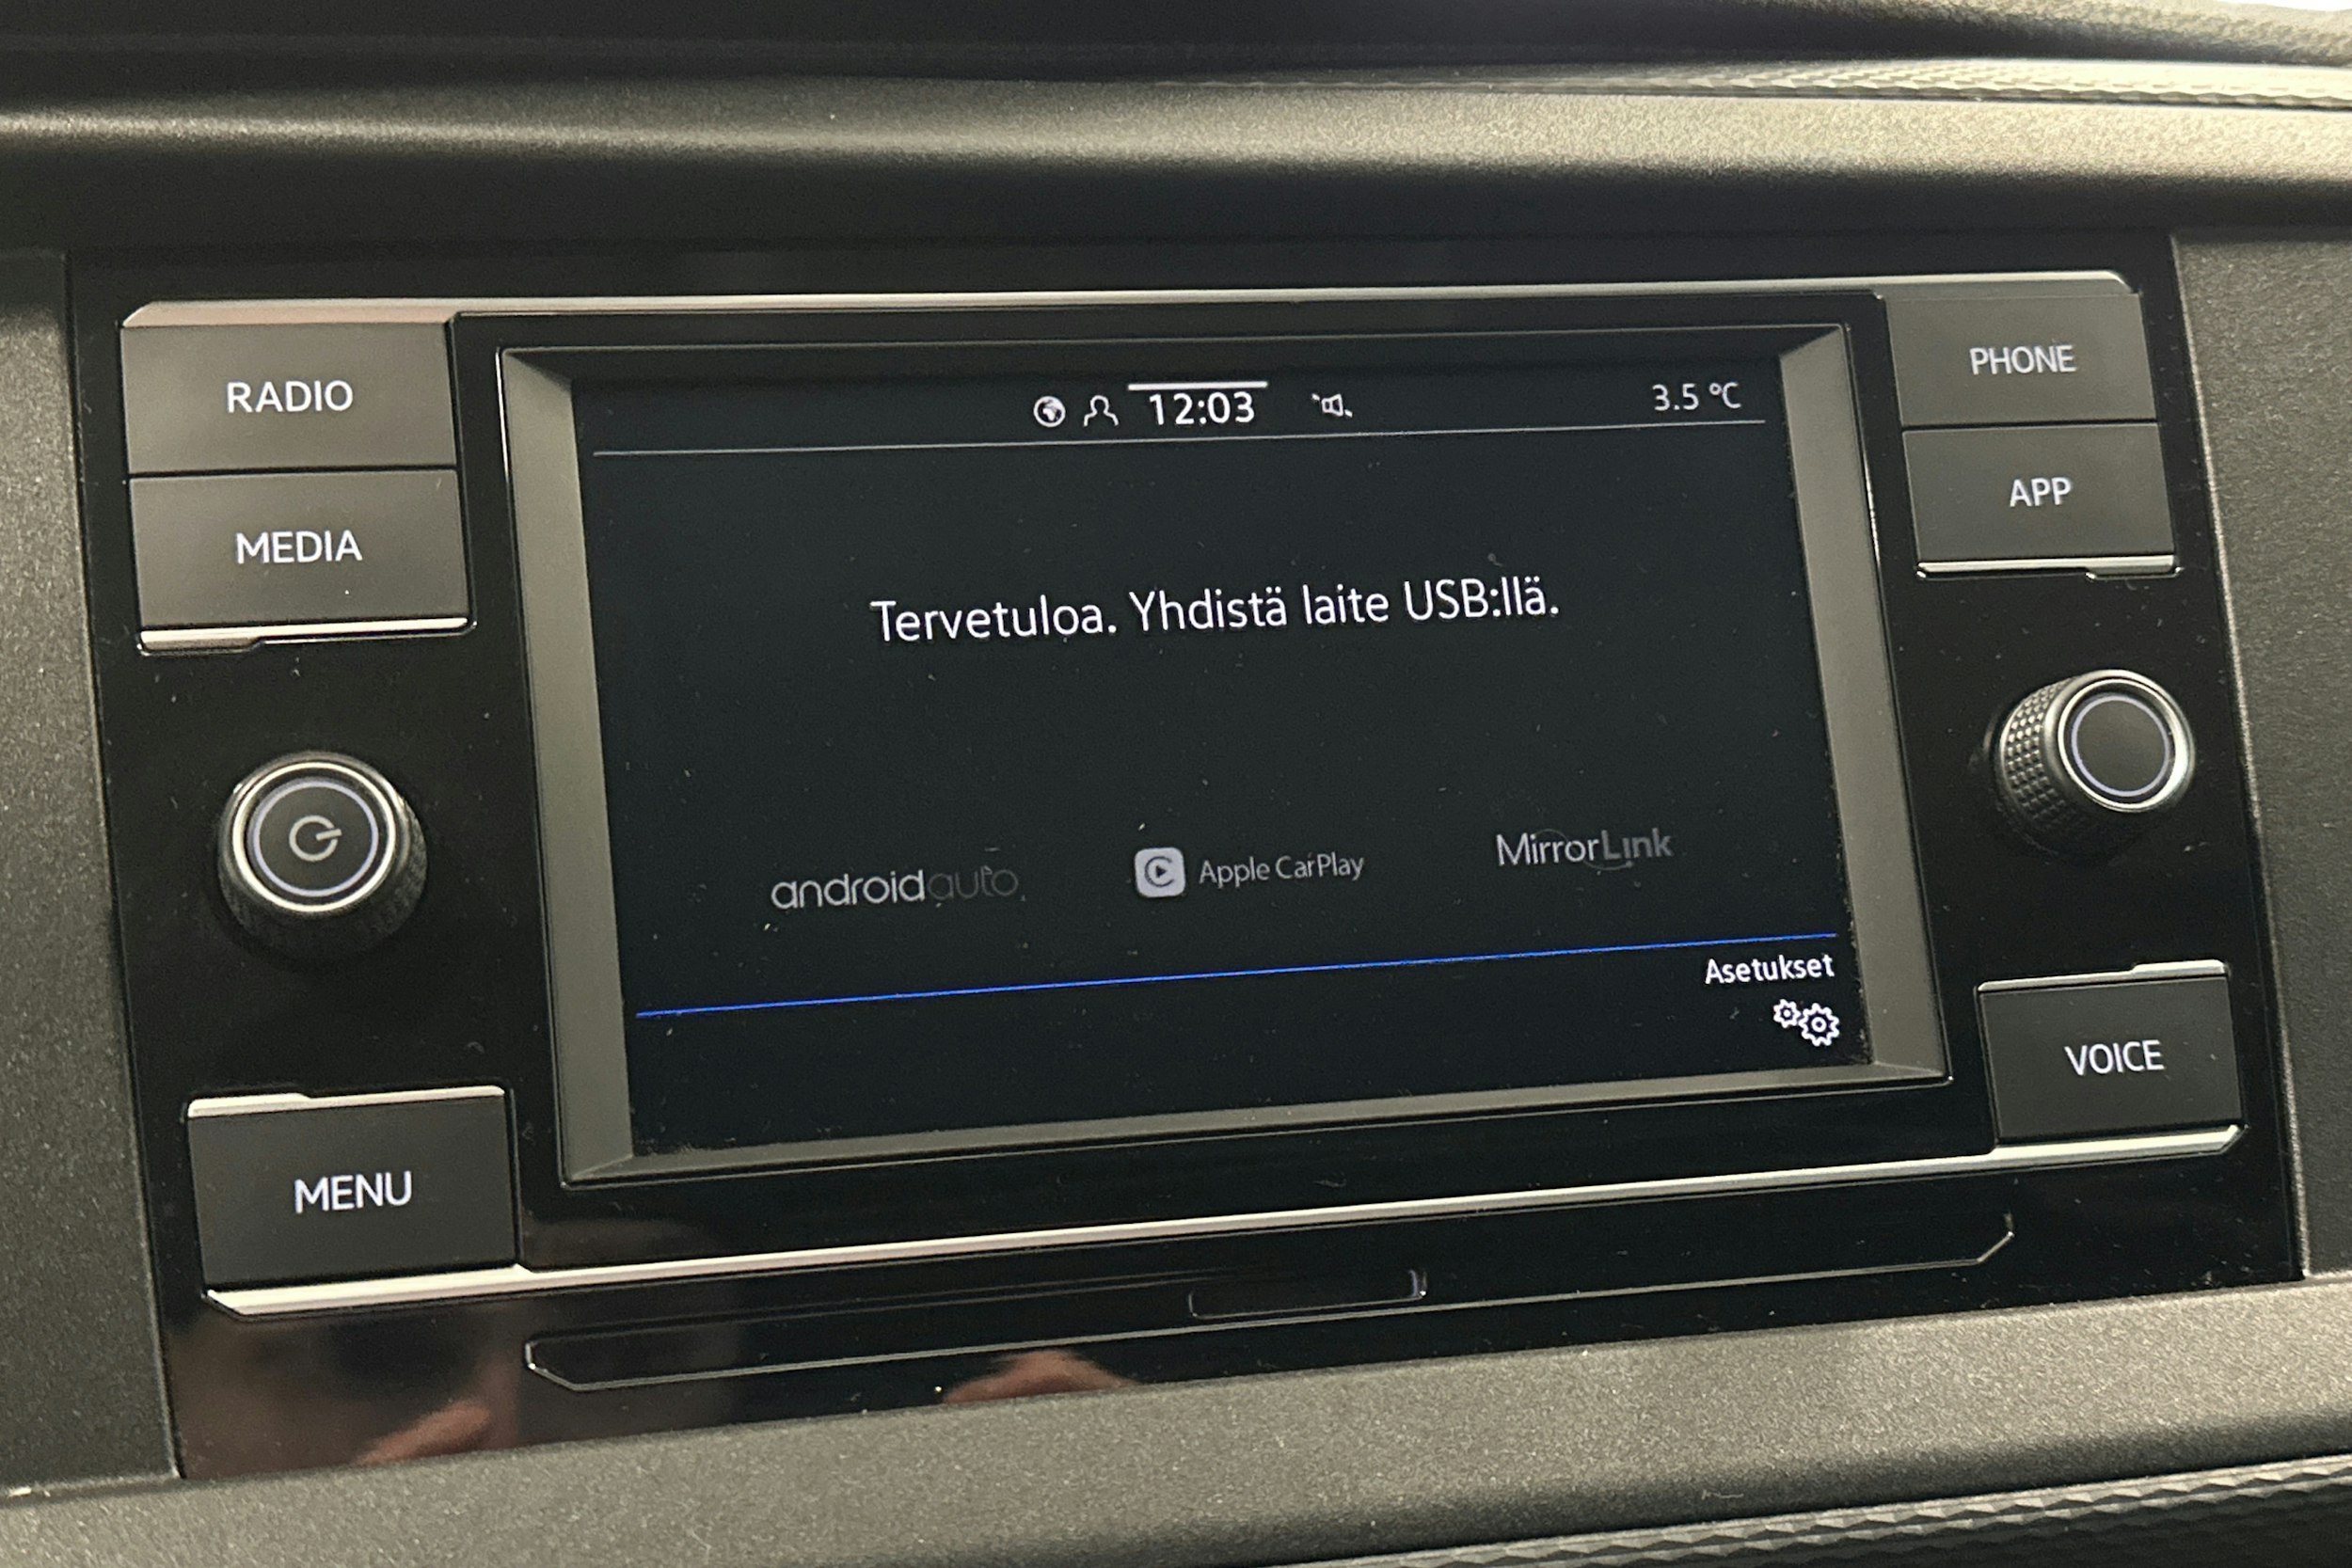 RADIO
MEDIA
MENU
12:03
3.5 °C
Tervetuloa. Yhdistä laite USB:llä.
androidauto
Apple CarPlay
MirrorLink
Asetukset
PHONE
APP
VOICE